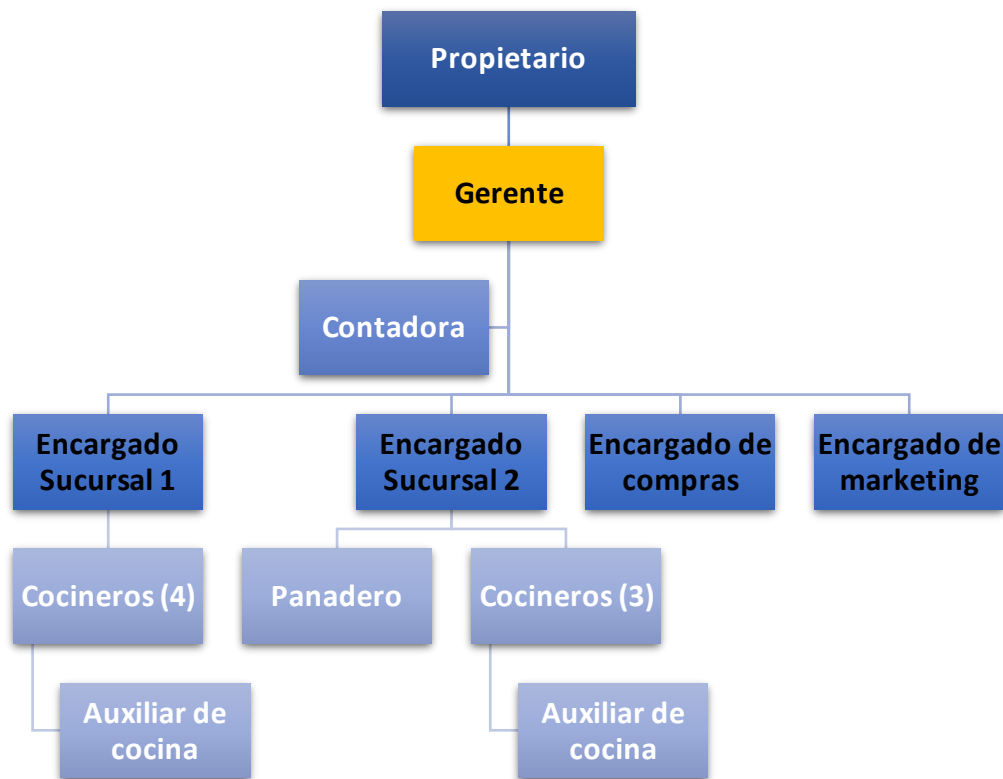 Propietario
Gerente
Contadora
Encargado
Sucursal 1
Encargado
Sucursal 2
Encargado de
compras
Encargado de
marketing
Cocineros (4)
Panadero
Cocineros (3)
Auxiliar de
cocina
Auxiliar de
cocina